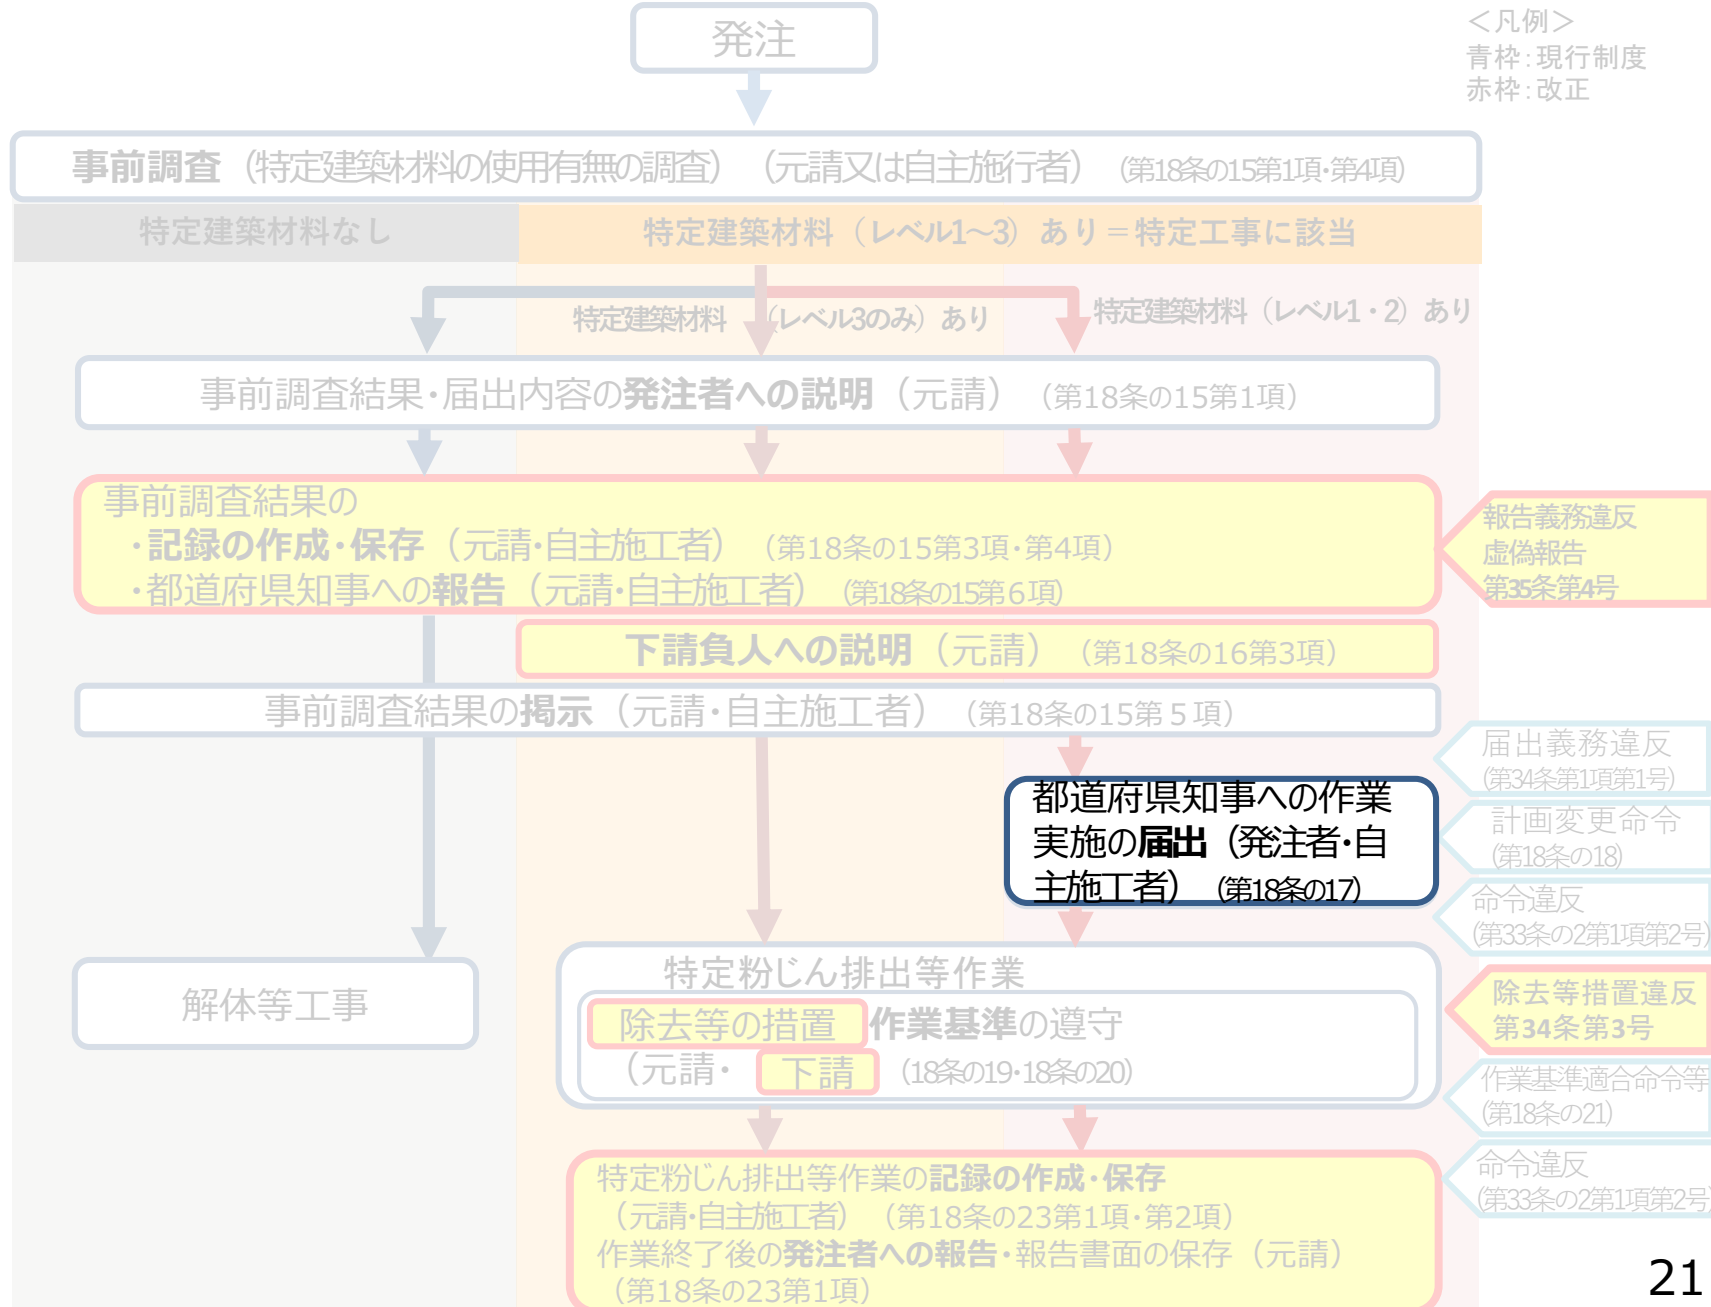 発注
＜凡例＞
青枠：現行制度
赤枠：改正
事前調査（特定建築材料の使用有無の調査）（元請又は自主施行者）（第18条の15第1項・第4項）
特定建築材料なし
特定建築材料（レベル1～3）あり＝特定工事に該当
特定建築材料（レベル3のみ）あり
特定建築材料（レベル1・2）あり
事前調査結果・届出内容の発注者への説明（元請）（第18条の15第1項）
事前調査結果の
・記録の作成・保存（元請・自主施工者）（第18条の15第3項・第4項）
・都道府県知事への報告（元請・自主施工者）（第18条の15第６項）
報告義務違反
虚偽報告
第35条第4号
下請負人への説明（元請）（第18条の16第3項）
事前調査結果の掲示（元請・自主施工者）（第18条の15第５項）
届出義務違反
(第34条第1項第1号)
都道府県知事への作業
実施の届出（発注者・自
主施工者）（第18条の17）
計画変更命令
(第18条の18)
命令違反
(第33条の2第1項第2号)
解体等工事
特定粉じん排出等作業
除去等の措置 作業基準の遵守
（元請・ 下請 （18条の19・18条の20）
除去等措置違反
第34条第3号
作業基準適合命令等
(第18条の21)
命令違反
(第33条の2第1項第2号)
特定粉じん排出等作業の記録の作成・保存
（元請・自主施工者）（第18条の23第1項・第2項）
作業終了後の発注者への報告・報告書面の保存（元請）
（第18条の23第1項）
21